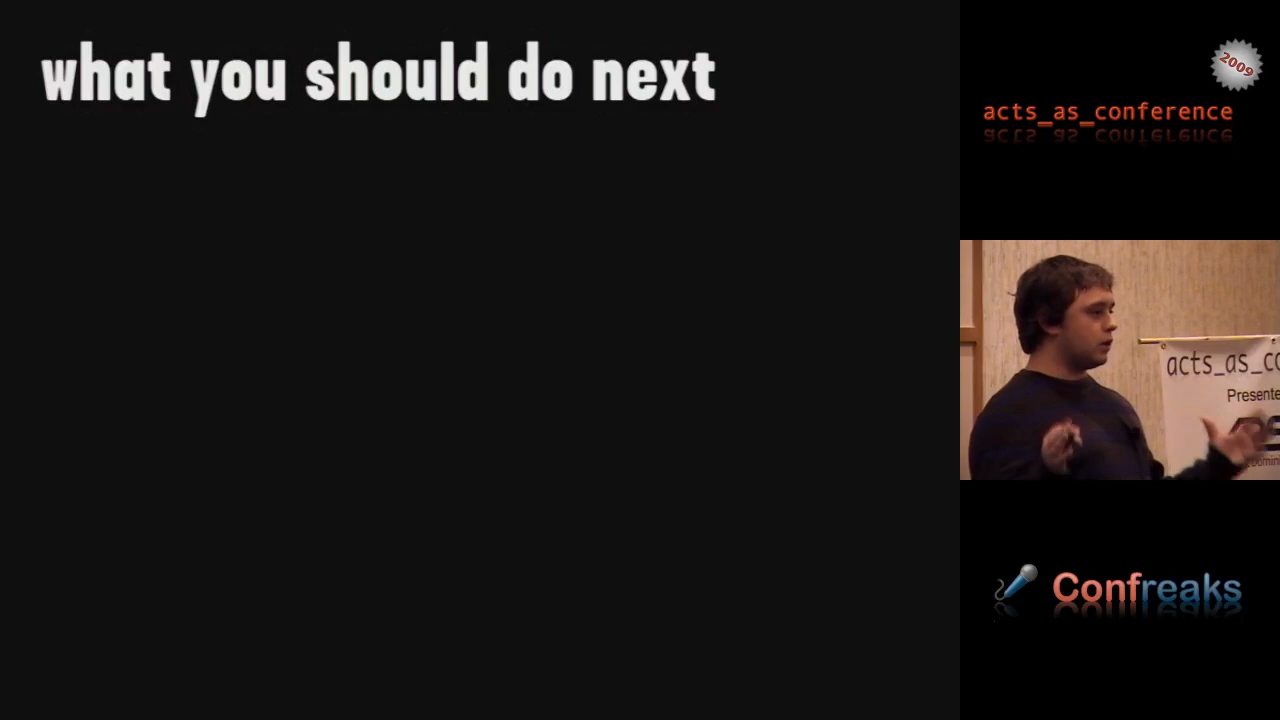 what you should do next
2009
acts_as_conference
acts_as_co
Presente
Confreaks